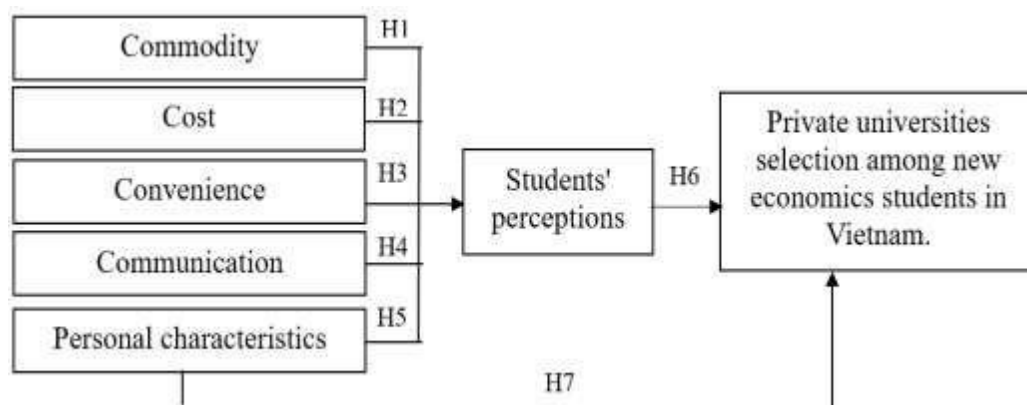 Commodity
H1
Cost
H2
Convenience
H3
Communication
H4
Personal characteristics
H5
Students'
perceptions
H6
Private universities
selection among new
economics students in
Vietnam.
H7